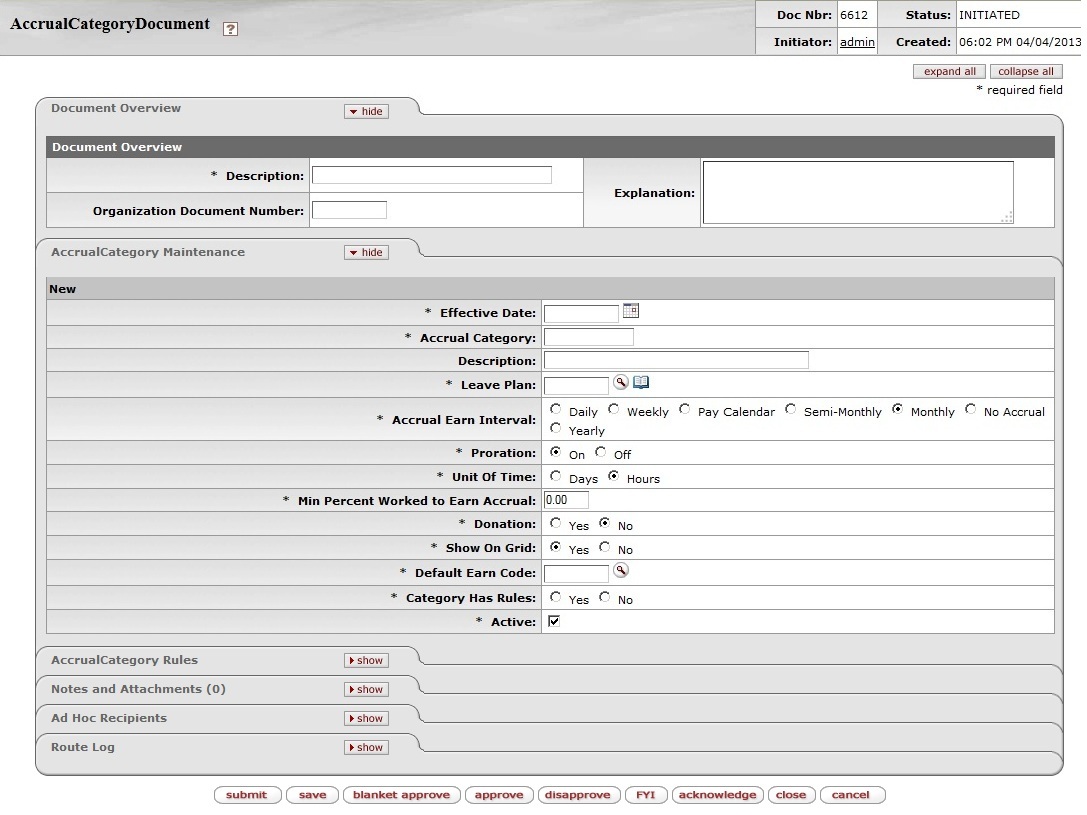 AccrualCategoryDocument ?
Doc Nbr: 6612 Status: INITIATED
Initiator: admin Created: 06:02 PM 04/04/2013
expand all collapse all
* required field
Document Overview hide
Document Overview
* Description:
Explanation:
Organization Document Number:
AccrualCategory Maintenance hide
New
* Effective Date:
* Accrual Category:
Description:
* Leave Plan:
* Accrual Earn Interval: Daily Weekly Pay Calendar Semi-Monthly Monthly No Accrual
Yearly
* Proration: On Off
* Unit Of Time: Days Hours
* Min Percent Worked to Earn Accrual: 0.00
* Donation: Yes No
* Show On Grid: Yes No
* Default Earn Code:
* Category Has Rules: Yes No
* Active:
AccrualCategory Rules show
Notes and Attachments (0) show
Ad Hoc Recipients show
Route Log show
submit save blanket approve approve disapprove FYI acknowledge close cancel